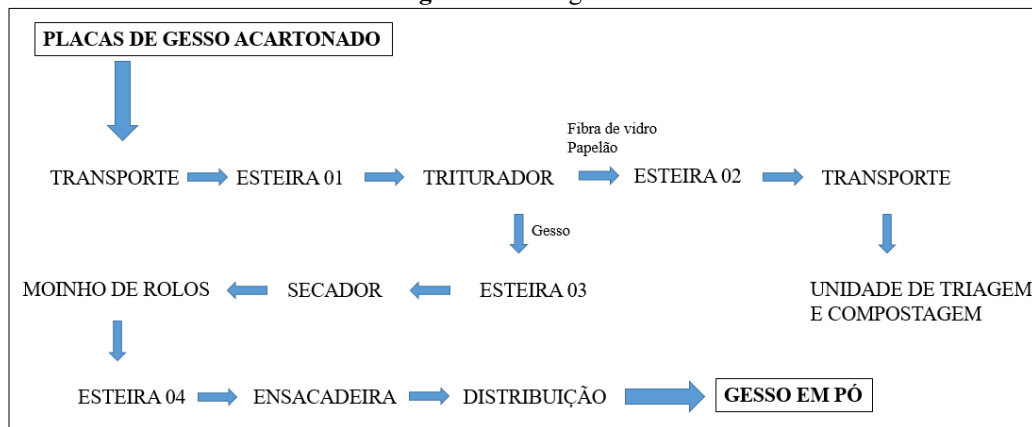 PLACAS DE GESSO ACARTONADO
Fibra de vidro
Papelão
TRANSPORTE
ESTEIRA 01
TRITURADOR
ESTEIRA 02
TRANSPORTE
Gesso
MOINHO DE ROLOS
SECADOR
ESTEIRA 03
UNIDADE DE TRIAGEM
E COMPOSTAGEM
ESTEIRA 04
ENSACADEIRA
DISTRIBUIÇÃO
GESSO EM PÓ